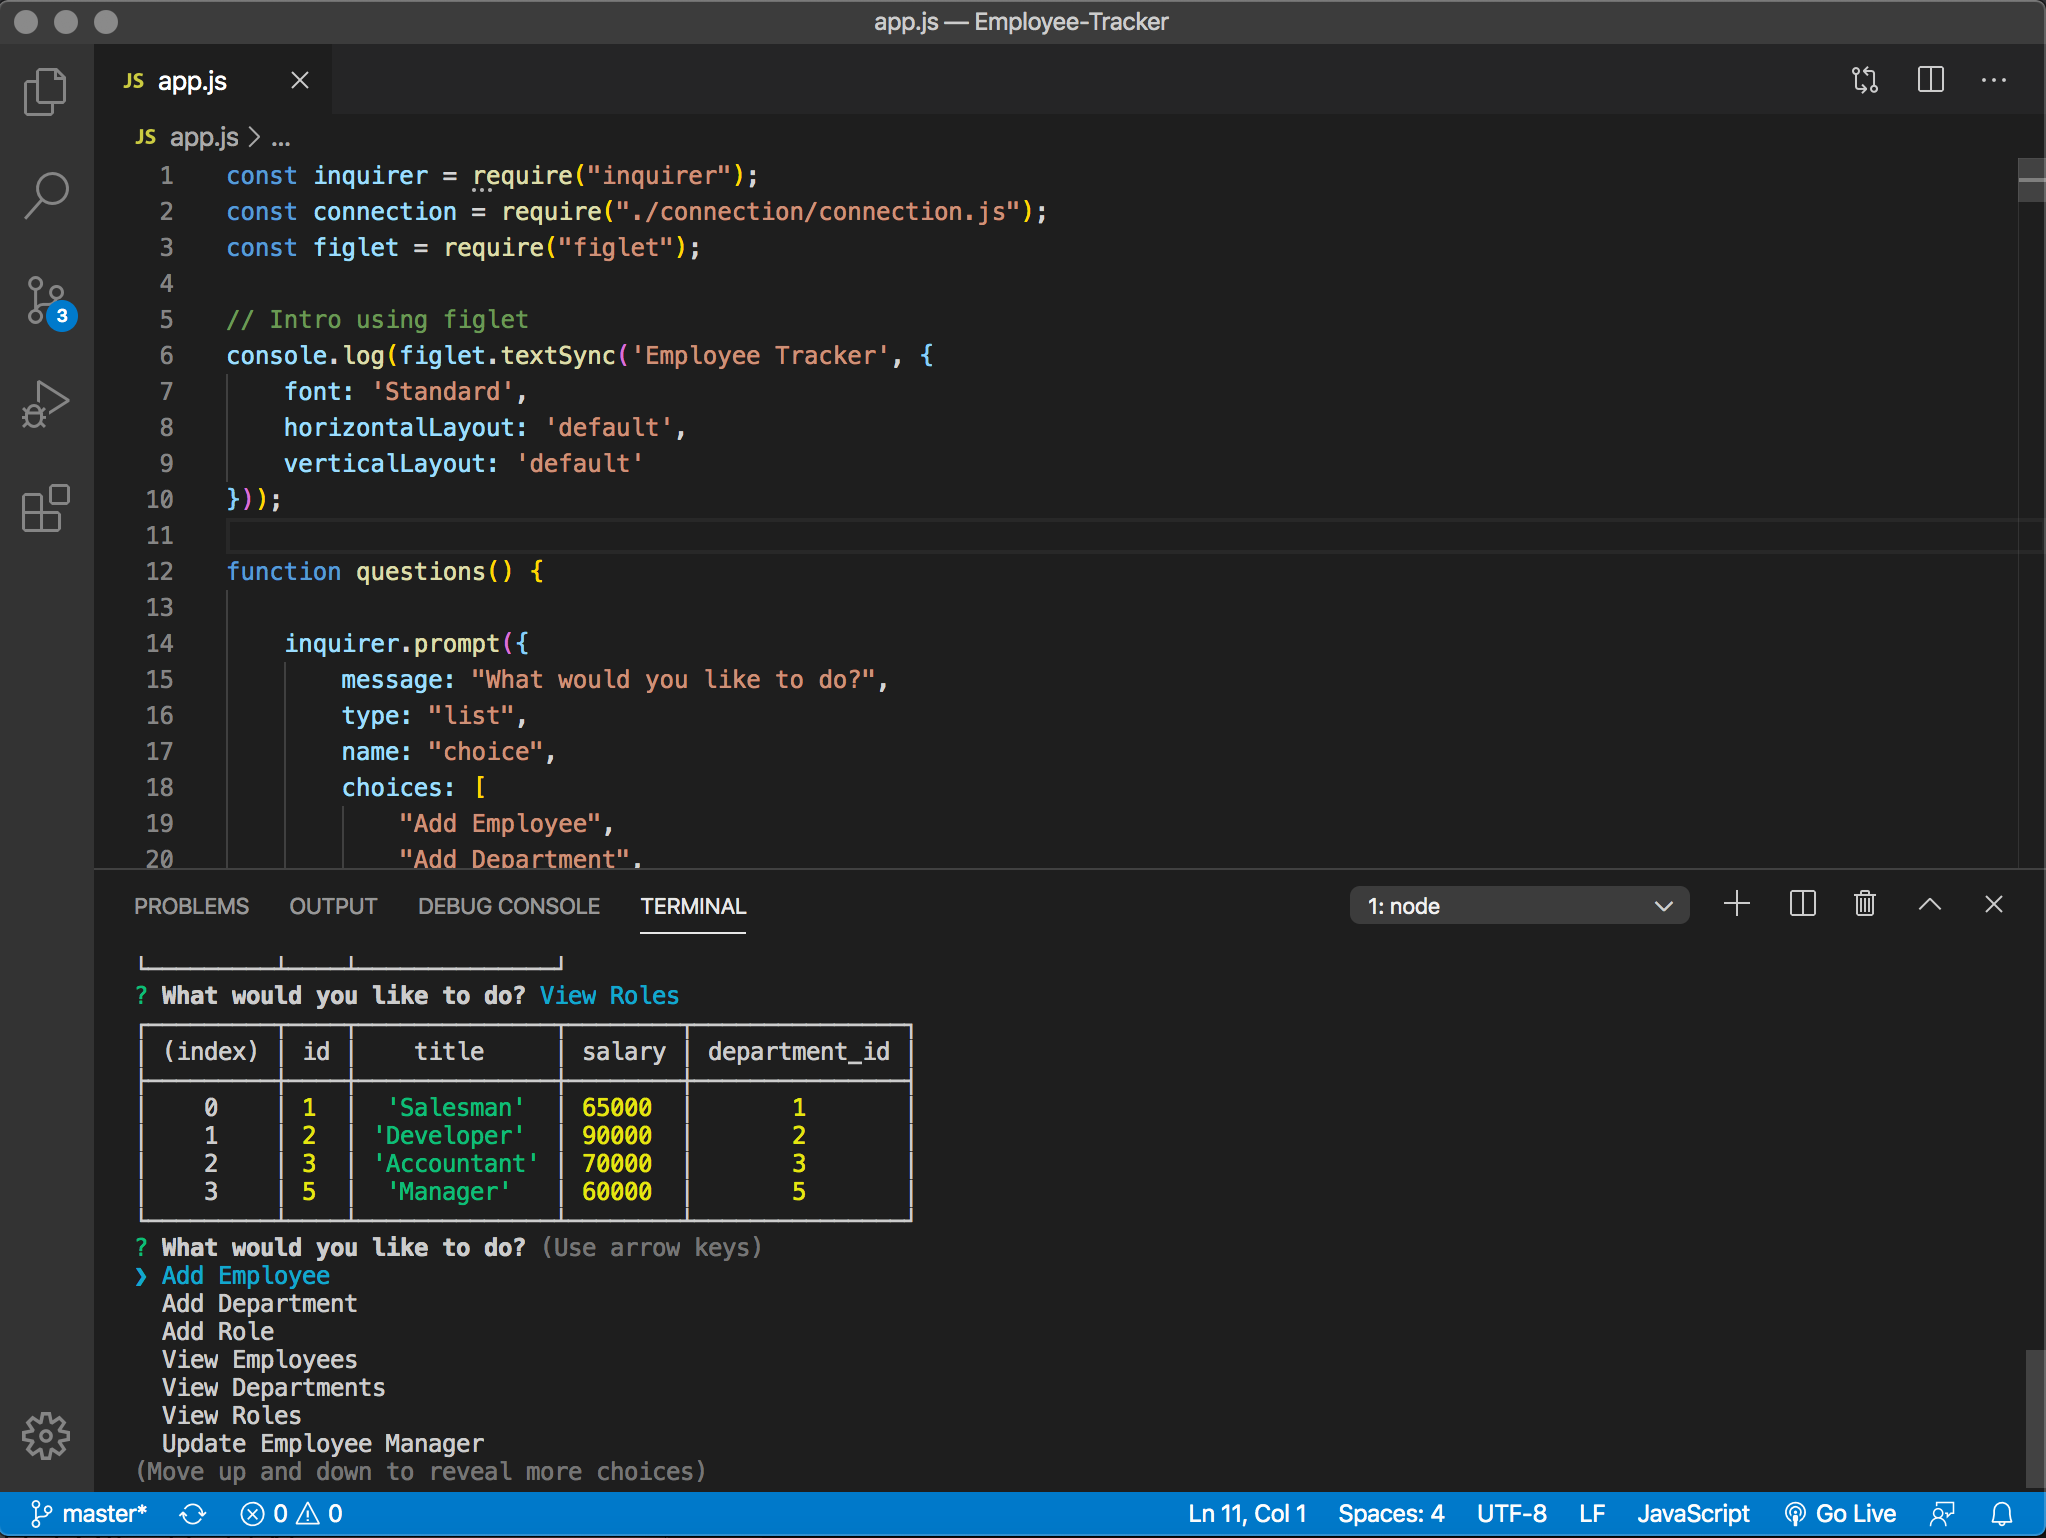 app.js — Employee-Tracker
JS app.js
JS app.js > ...
1 const inquirer = require("inquirer");
2 const connection = require("./connection/connection.js");
3 const figlet = require("figlet");
4
5 // Intro using figlet
6 console.log(figlet.textSync('Employee Tracker', {
7 font: 'Standard',
8 horizontalLayout: 'default',
9 verticalLayout: 'default'
10 }));
11
12 function questions() {
13
14 inquirer.prompt({
15 message: "What would you like to do?",
16 type: "list",
17 name: "choice",
18 choices: [
19 "Add Employee",
20 "Add Department",
3
PROBLEMS OUTPUT DEBUG CONSOLE TERMINAL 1: node
? What would you like to do? View Roles
(index) id title salary department_id
0 1 'Salesman' 65000 1
1 2 'Developer' 90000 2
2 3 'Accountant' 70000 3
3 5 'Manager' 60000 5
? What would you like to do? (Use arrow keys)
❯ Add Employee
Add Department
Add Role
View Employees
View Departments
View Roles
Update Employee Manager
(Move up and down to reveal more choices)
master* 0 0 Ln 11, Col 1 Spaces: 4 UTF-8 LF JavaScript Go Live